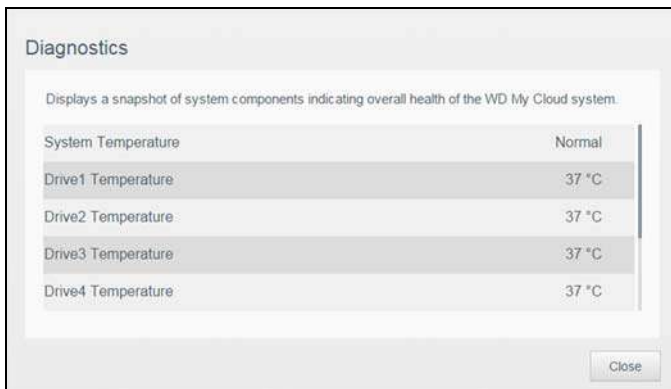 Diagnostics
Displays a snapshot of system components indicating overall health of the WD My Cloud system.
System Temperature Normal
Drive1 Temperature 37 °C
Drive2 Temperature 37 °C
Drive3 Temperature 37 °C
Drive4 Temperature 37 °C
Close